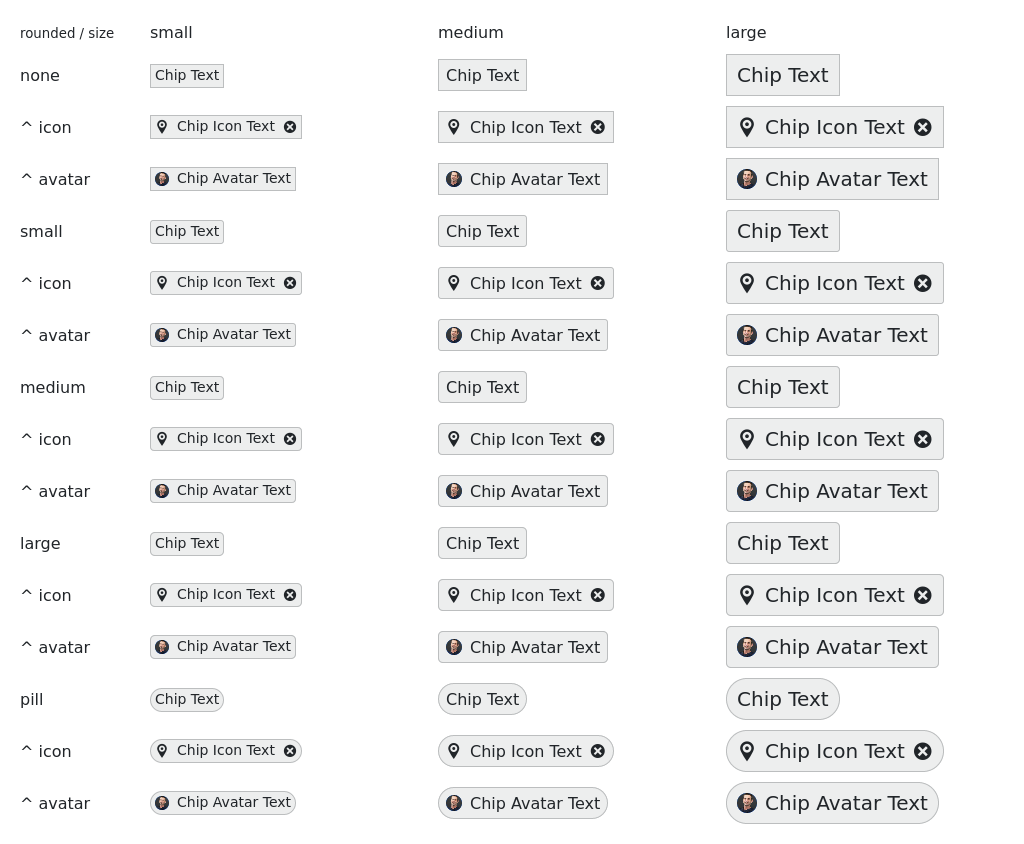 rounded / size small medium large
none Chip Text Chip Text Chip Text
^ icon Chip Icon Text Chip Icon Text Chip Icon Text
^ avatar Chip Avatar Text Chip Avatar Text Chip Avatar Text
small Chip Text Chip Text Chip Text
^ icon Chip Icon Text Chip Icon Text Chip Icon Text
^ avatar Chip Avatar Text Chip Avatar Text Chip Avatar Text
medium Chip Text Chip Text Chip Text
^ icon Chip Icon Text Chip Icon Text Chip Icon Text
^ avatar Chip Avatar Text Chip Avatar Text Chip Avatar Text
large Chip Text Chip Text Chip Text
^ icon Chip Icon Text Chip Icon Text Chip Icon Text
^ avatar Chip Avatar Text Chip Avatar Text Chip Avatar Text
pill Chip Text Chip Text Chip Text
^ icon Chip Icon Text Chip Icon Text Chip Icon Text
^ avatar Chip Avatar Text Chip Avatar Text Chip Avatar Text